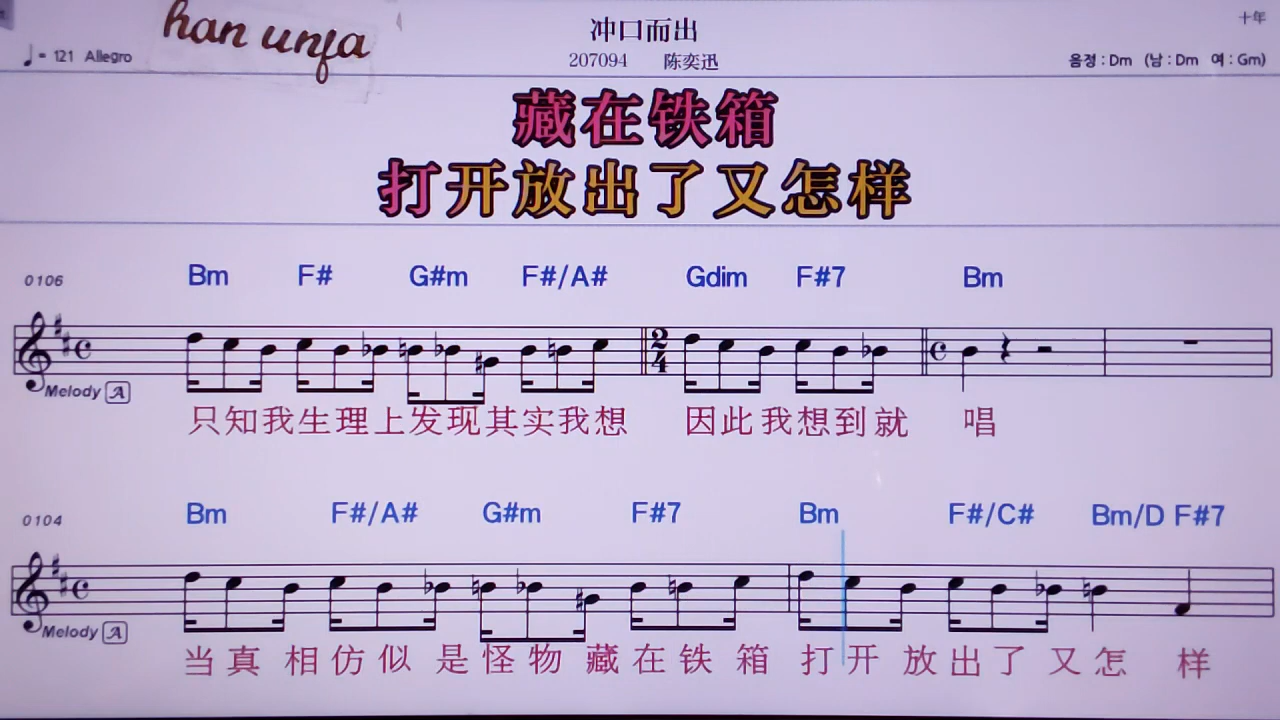 han unja
冲口而出
十年
♩= 121 Allegro
207094 陈奕迅
음정 : Dm (남 : Dm 여 : Gm)
藏在铁箱
打开放出了又怎样
0106
Bm F# G#m F#/A# Gdim F#7 Bm
2
4
Melody A
只知我生理上发现其实我想 因此我想到就 唱
0104
Bm F#/A# G#m F#7 Bm F#/C# Bm/D F#7
Melody A
当真相仿似是怪物藏在铁箱打开放出了又怎样